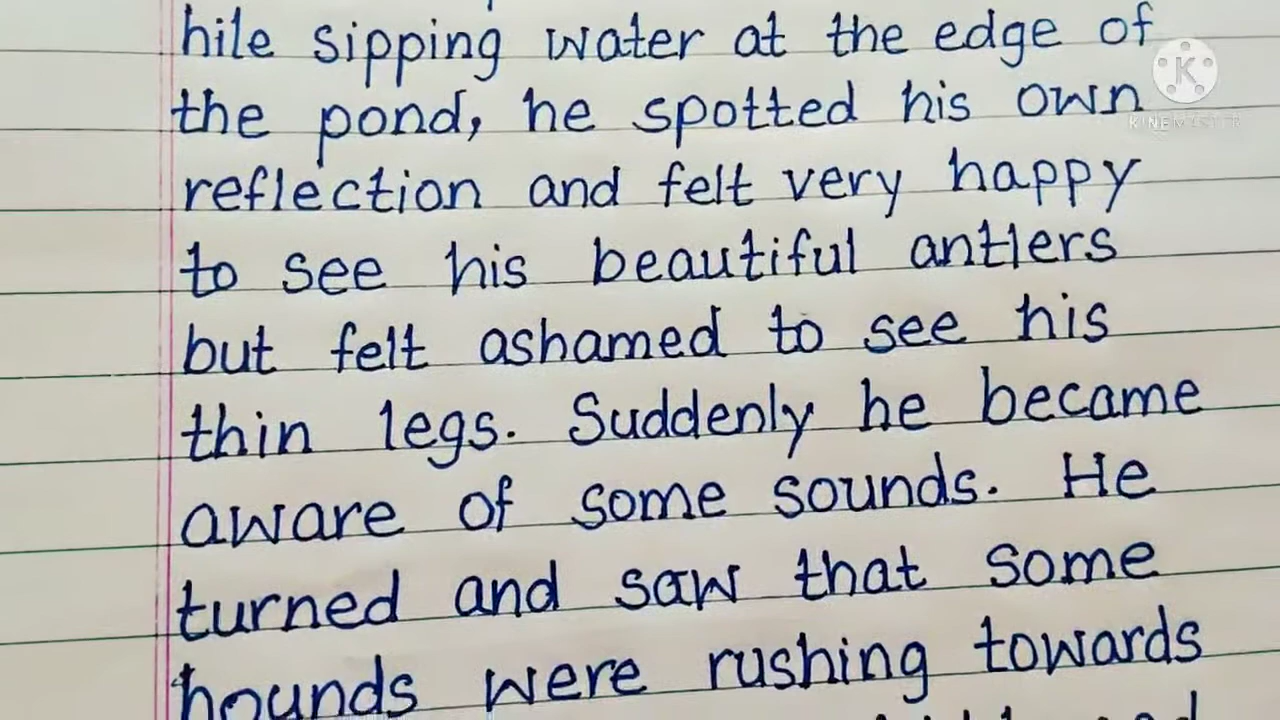 hile sipping water at the edge of
the pond, he spotted his own
reflection and felt very happy
to see his beautiful antlers
but felt ashamed to see his
thin legs. Suddenly he became
aware of some sounds. He
turned and saw that some
hounds were rushing towards
K
KINEMASTER